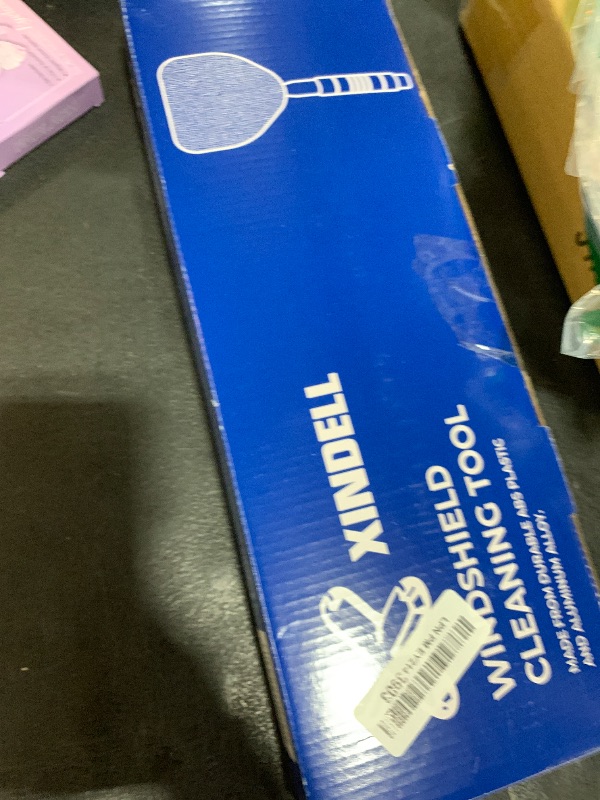 XINDELL
WINDSHIELD
CLEANING TOOL
MADE FROM DURABLE ABS PLASTIC
AND ALUMINUM ALLOY.